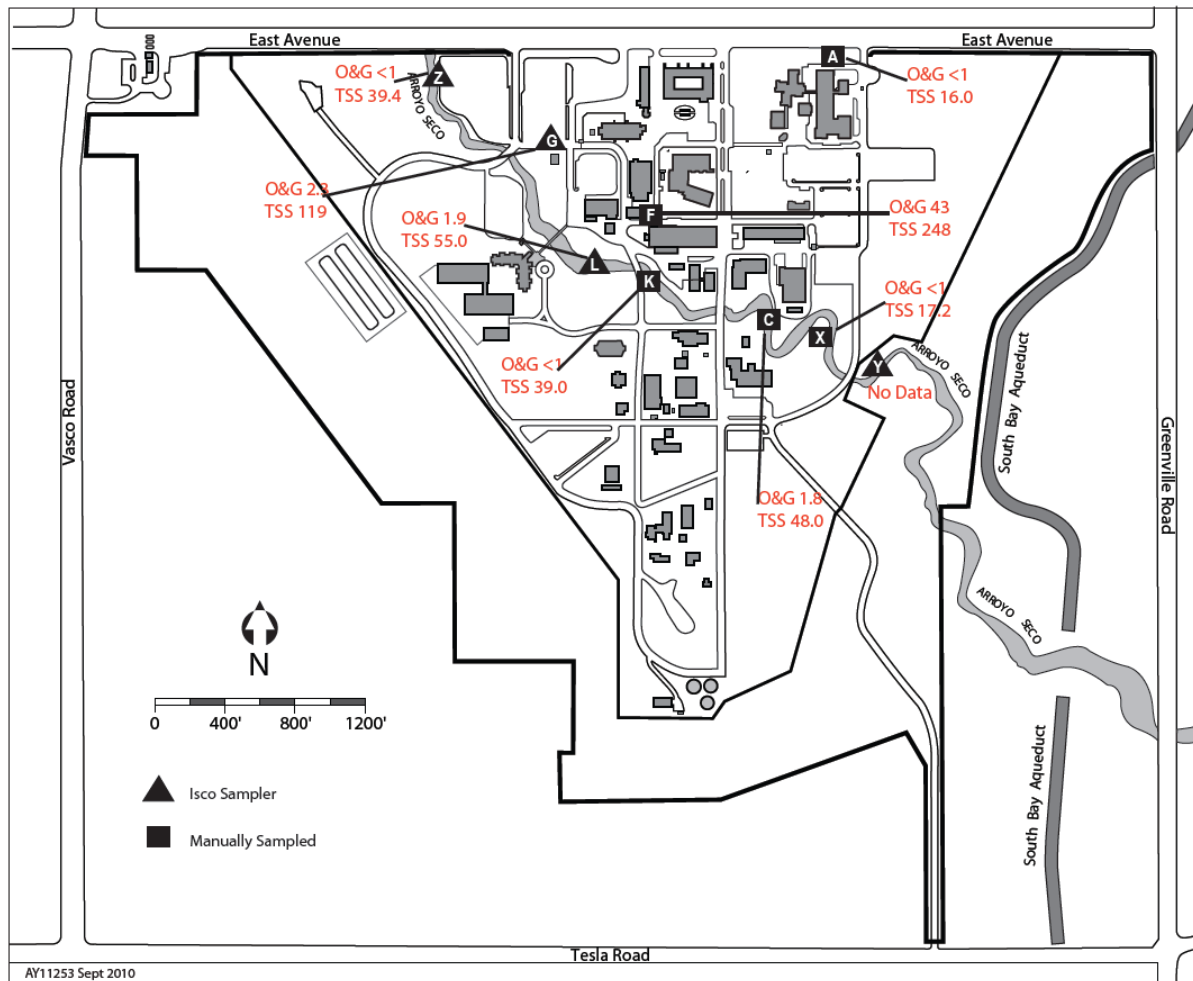 East Avenue
East Avenue
O&G <1
TSS 39.4
Z
ARROYO SECO
A
O&G <1
TSS 16.0
G
O&G 2.3
TSS 119
O&G 1.9
TSS 55.0
F
O&G 43
TSS 248
L
K
O&G <1
TSS 39.0
C
X
O&G <1
TSS 17.2
Y
No Data
ARROYO SECO
O&G 1.8
TSS 48.0
South Bay Aqueduct
Vasco Road
Greenville Road
ARROYO SECO
N
0 400' 800' 1200'
Isco Sampler
Manually Sampled
South Bay Aqueduct
Tesla Road
AY11253 Sept 2010